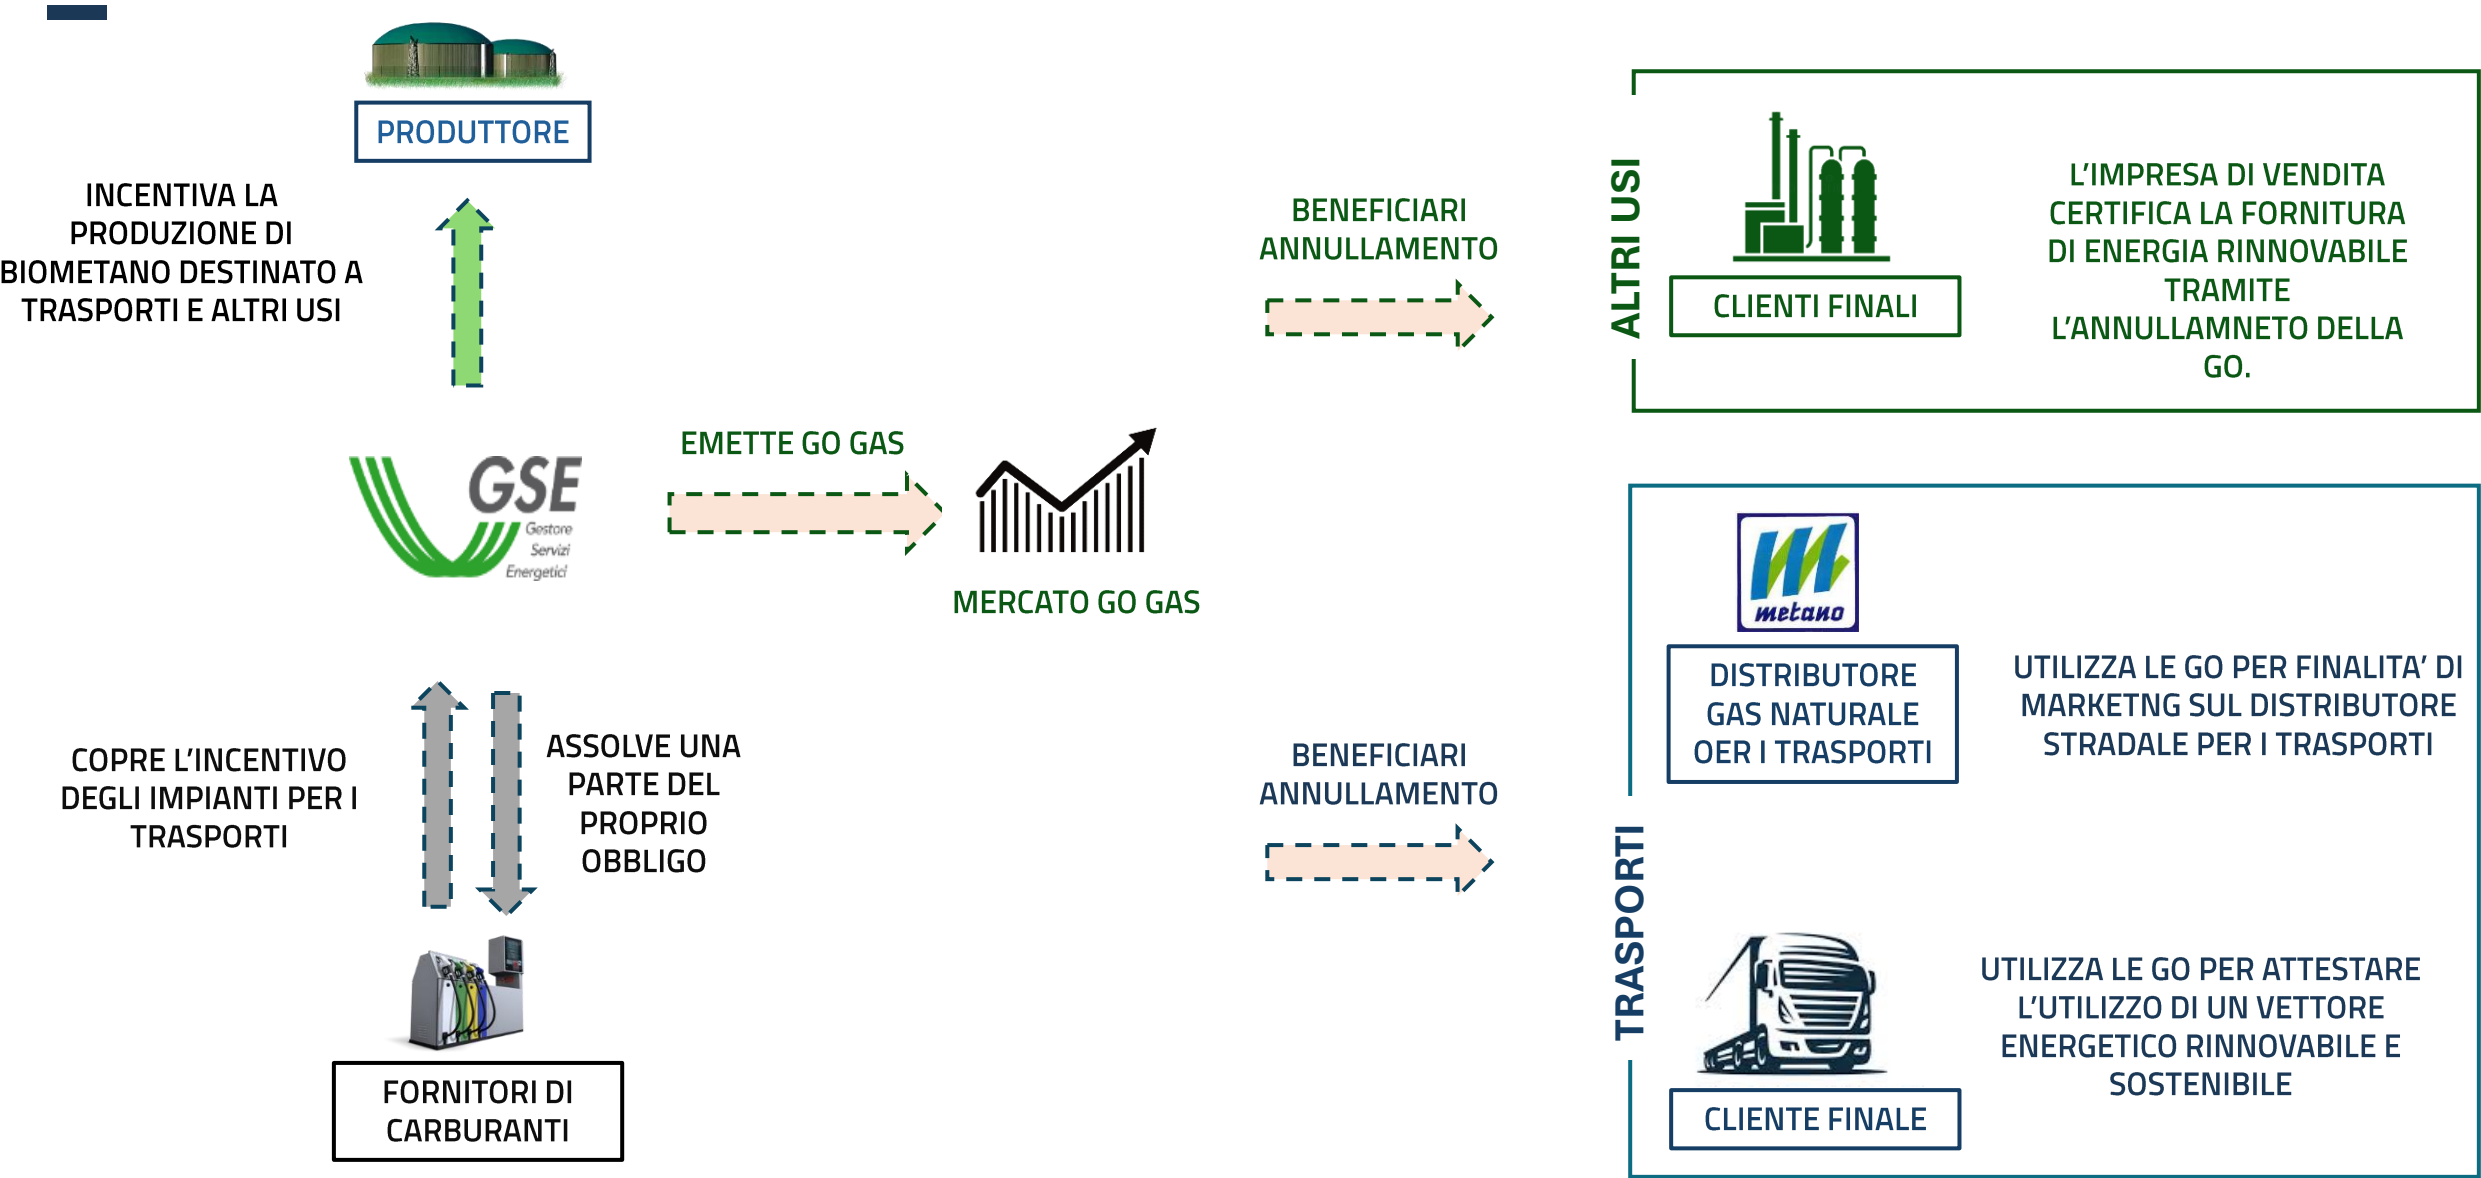 PRODUTTORE
INCENTIVA LA
PRODUZIONE DI
BIOMETANO DESTINATO A
TRASPORTI E ALTRI USI
GSE
Gestore
Servizi
Energetici
COPRE L'INCENTIVO
DEGLI IMPIANTI PER I
TRASPORTI
ASSOLVE UNA
PARTE DEL
PROPRIO
OBBLIGO
FORNITORI DI
CARBURANTI
EMETTE GO GAS
MERCATO GO GAS
BENEFICIARI
ANNULLAMENTO
ALTRI USI
CLIENTI FINALI
L'IMPRESA DI VENDITA
CERTIFICA LA FORNITURA
DI ENERGIA RINNOVABILE
TRAMITE
L'ANNULLAMNETO DELLA
GO.
BENEFICIARI
ANNULLAMENTO
TRASPORTI
metano
DISTRIBUTORE
GAS NATURALE
OER I TRASPORTI
UTILIZZA LE GO PER FINALITA' DI
MARKETNG SUL DISTRIBUTORE
STRADALE PER I TRASPORTI
CLIENTE FINALE
UTILIZZA LE GO PER ATTESTARE
L'UTILIZZO DI UN VETTORE
ENERGETICO RINNOVABILE E
SOSTENIBILE